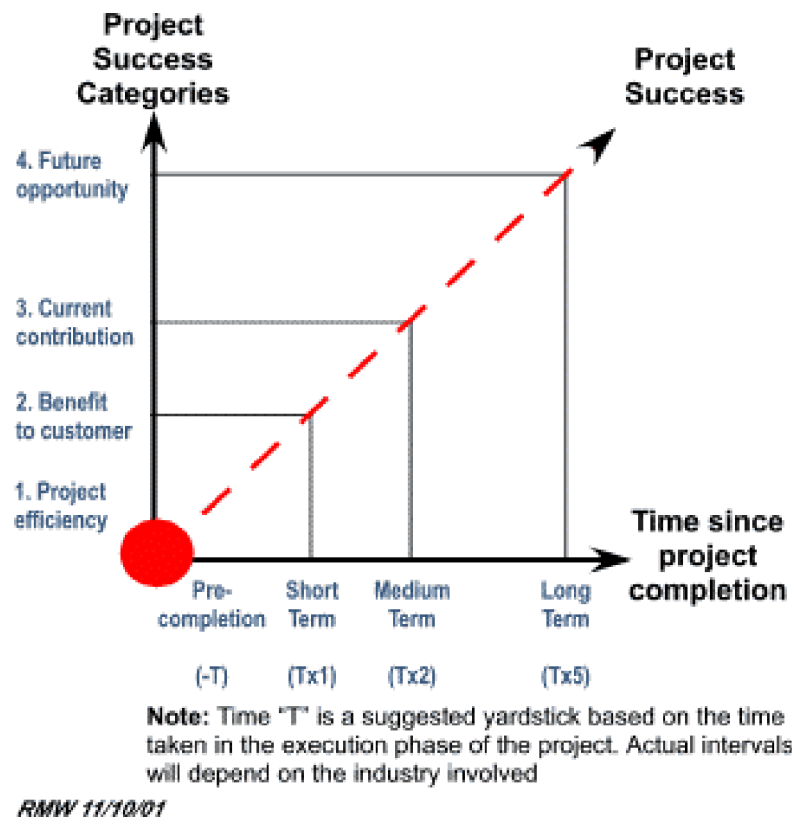 Project
Success
Categories
Project
Success
4. Future
opportunity
3. Current
contribution
2. Benefit
to customer
1. Project
efficiency
Time since
project
completion
Pre-
completion
(-T)
Short
Term
(Tx1)
Medium
Term
(Tx2)
Long
Term
(Tx5)
Note: Time "T" is a suggested yardstick based on the time
taken in the execution phase of the project. Actual intervals
will depend on the industry involved
RMW 11/10/01